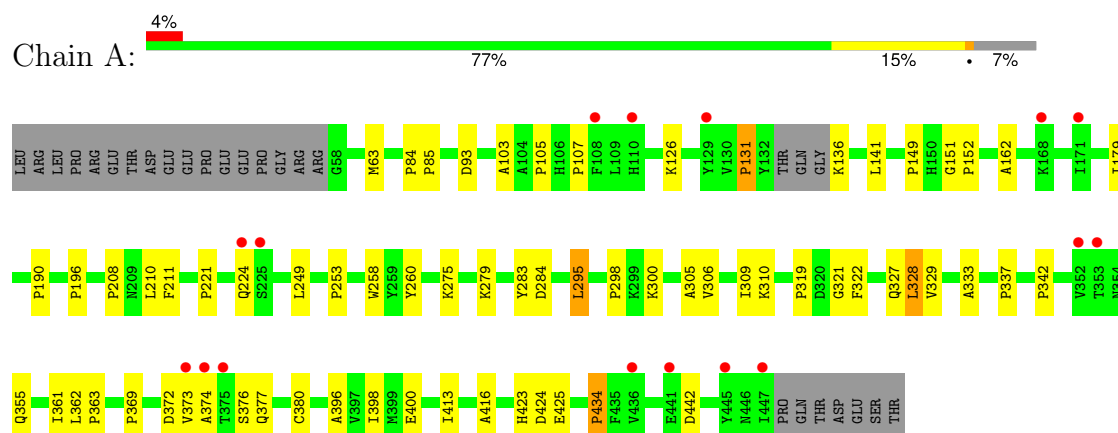 4%
Chain A:
77% 15% • 7%
LEU ARG LEU PRO ARG GLU THR ASP GLU GLU PRO GLU GLU PRO GLY ARG ARG G58 M63 P84 P85 D93 A103 A104 P105 H106 P107 F108 L109 H110 K126 Y129 V130 P131 Y132 THR GLN GLY K136 L141 P149 H150 G151 P152 A162 K168 I171
P190 P196 P208 N209 L210 F211 P221 Q224 S225 L249 P253 W258 Y259 Y260 K275 K279 Y283 D284 L295 P298 K299 K300 A305 V306 I309 K310 P319 D320 G321 F322 Q327 L328 V329 A333 P337 P342 V352 T353 N354
Q355 I361 L362 P363 P369 D372 V373 A374 T375 S376 Q377 C380 A396 V397 I398 M399 E400 I413 A416 H423 D424 E425 P434 F435 V436 E441 D442 Y445 N446 I447 PRO GLN THR ASP GLU SER THR